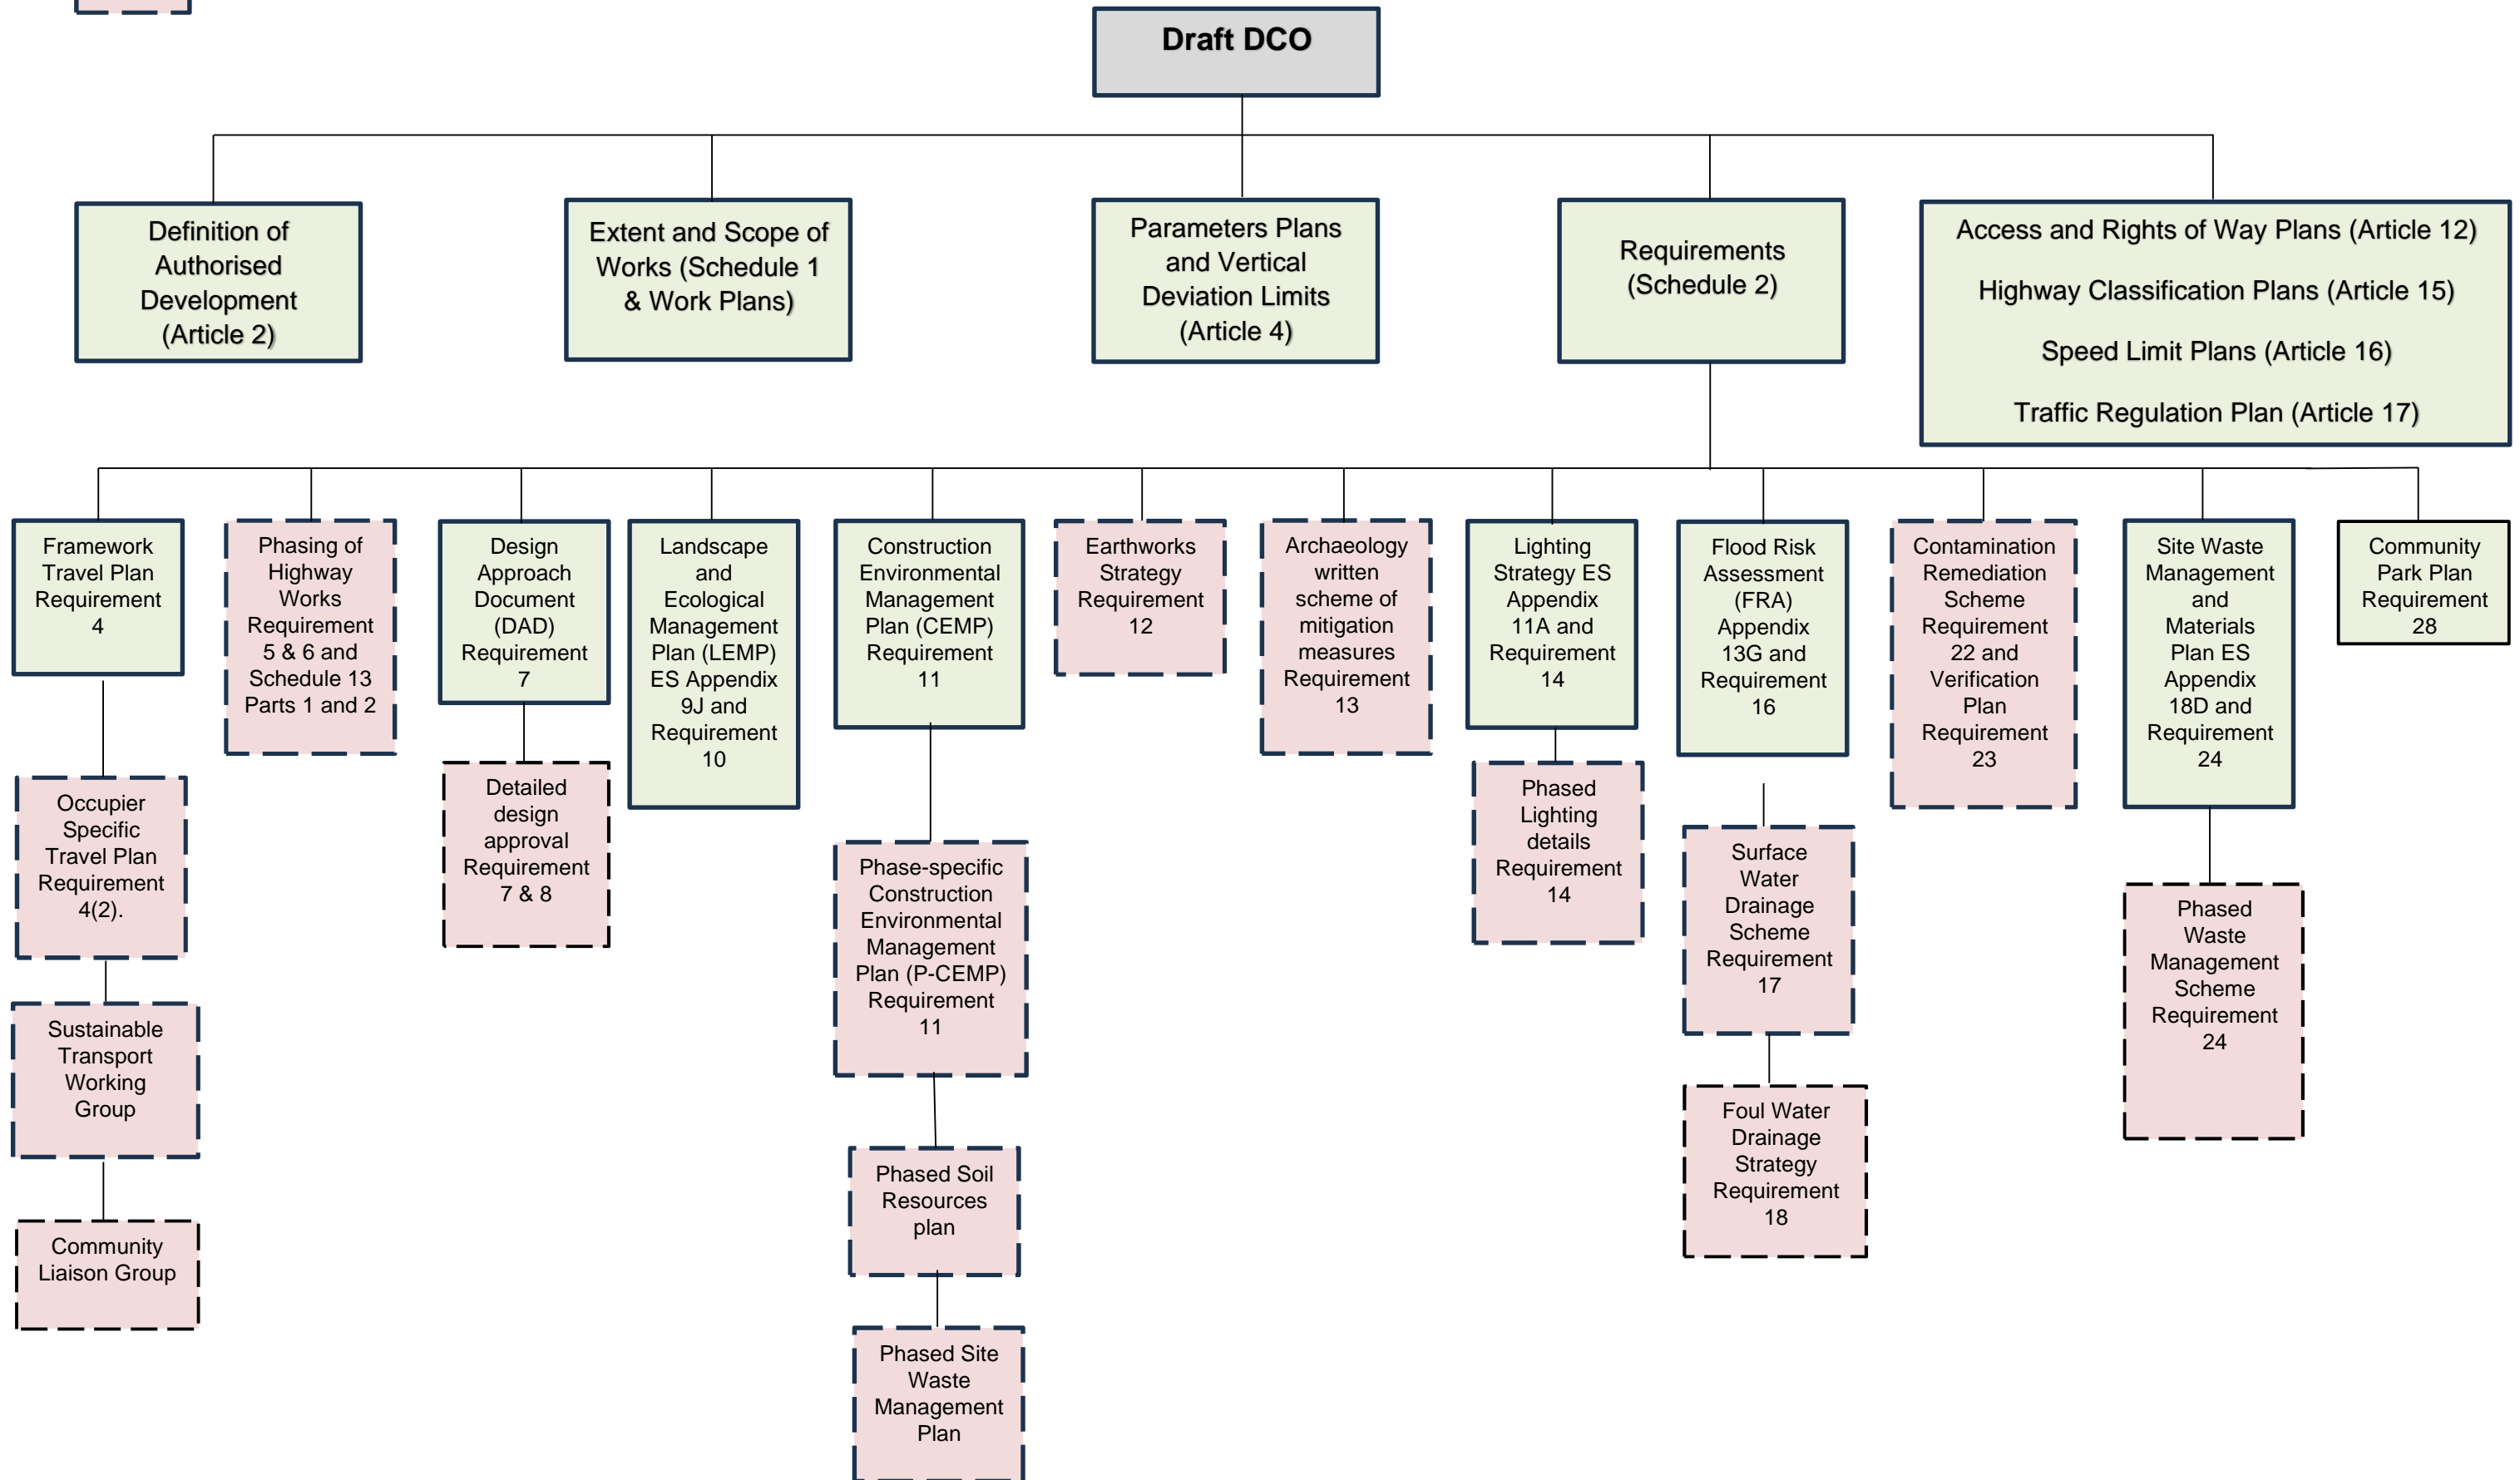 Draft DCO
Definition of
Authorised
Development
(Article 2)
Extent and Scope of
Works (Schedule 1
& Work Plans)
Parameters Plans
and Vertical
Deviation Limits
(Article 4)
Requirements
(Schedule 2)
Access and Rights of Way Plans (Article 12)
Highway Classification Plans (Article 15)
Speed Limit Plans (Article 16)
Traffic Regulation Plan (Article 17)
Framework
Travel Plan
Requirement
4
Phasing of
Highway
Works
Requirement
5 & 6 and
Schedule 13
Parts 1 and 2
Design
Approach
Document
(DAD)
Requirement
7
Landscape
and
Ecological
Management
Plan (LEMP)
ES Appendix
9J and
Requirement
10
Construction
Environmental
Management
Plan (CEMP)
Requirement
11
Earthworks
Strategy
Requirement
12
Archaeology
written
scheme of
mitigation
measures
Requirement
13
Lighting
Strategy ES
Appendix
11A and
Requirement
14
Flood Risk
Assessment
(FRA)
Appendix
13G and
Requirement
16
Contamination
Remediation
Scheme
Requirement
22 and
Verification
Plan
Requirement
23
Site Waste
Management
and
Materials
Plan ES
Appendix
18D and
Requirement
24
Community
Park Plan
Requirement
28
Occupier
Specific
Travel Plan
Requirement
4(2).
Detailed
design
approval
Requirement
7 & 8
Phase-specific
Construction
Environmental
Management
Plan (P-CEMP)
Requirement
11
Phased
Lighting
details
Requirement
14
Surface
Water
Drainage
Scheme
Requirement
17
Phased
Waste
Management
Scheme
Requirement
24
Sustainable
Transport
Working
Group
Phased Soil
Resources
plan
Foul Water
Drainage
Strategy
Requirement
18
Community
Liaison Group
Phased Site
Waste
Management
Plan